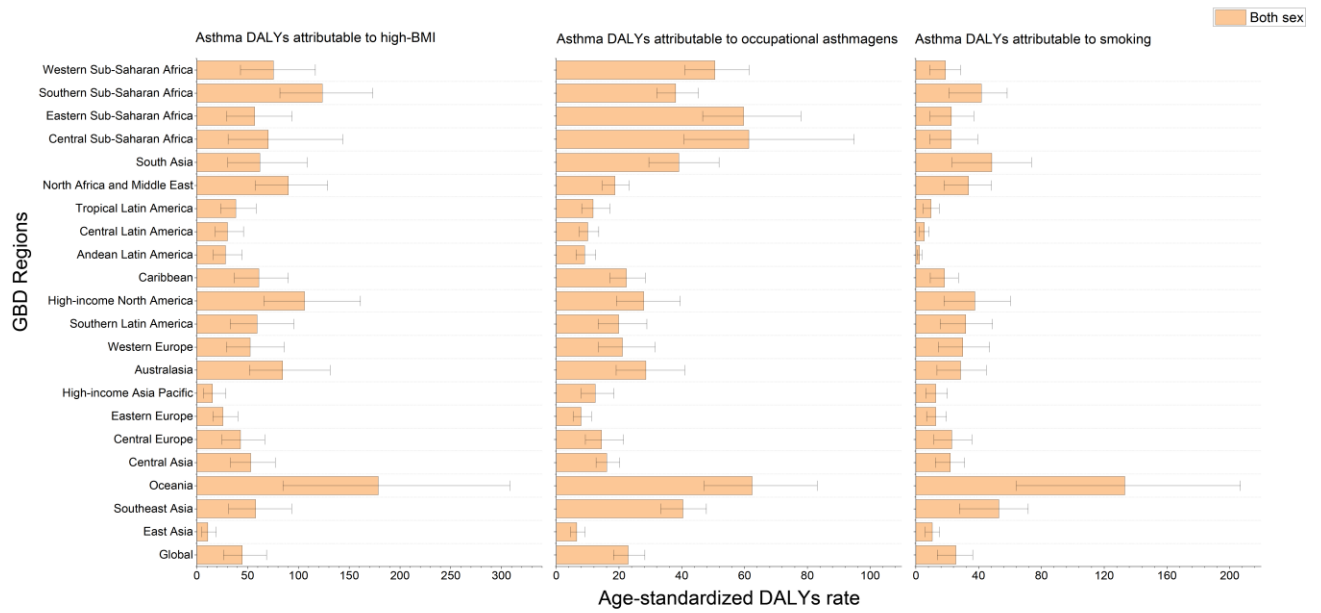 Both sex
Asthma DALYs attributable to high-BMI
Asthma DALYs attributable to occupational asthmagens
Asthma DALYs attributable to smoking
GBD Regions
Western Sub-Saharan Africa
Southern Sub-Saharan Africa
Eastern Sub-Saharan Africa
Central Sub-Saharan Africa
South Asia
North Africa and Middle East
Tropical Latin America
Central Latin America
Andean Latin America
Caribbean
High-income North America
Southern Latin America
Western Europe
Australasia
High-income Asia Pacific
Eastern Europe
Central Europe
Central Asia
Oceania
Southeast Asia
East Asia
Global
0 50 100 150 200 250 300
0 20 40 60 80 100
0 40 80 120 160 200
Age-standardized DALYs rate